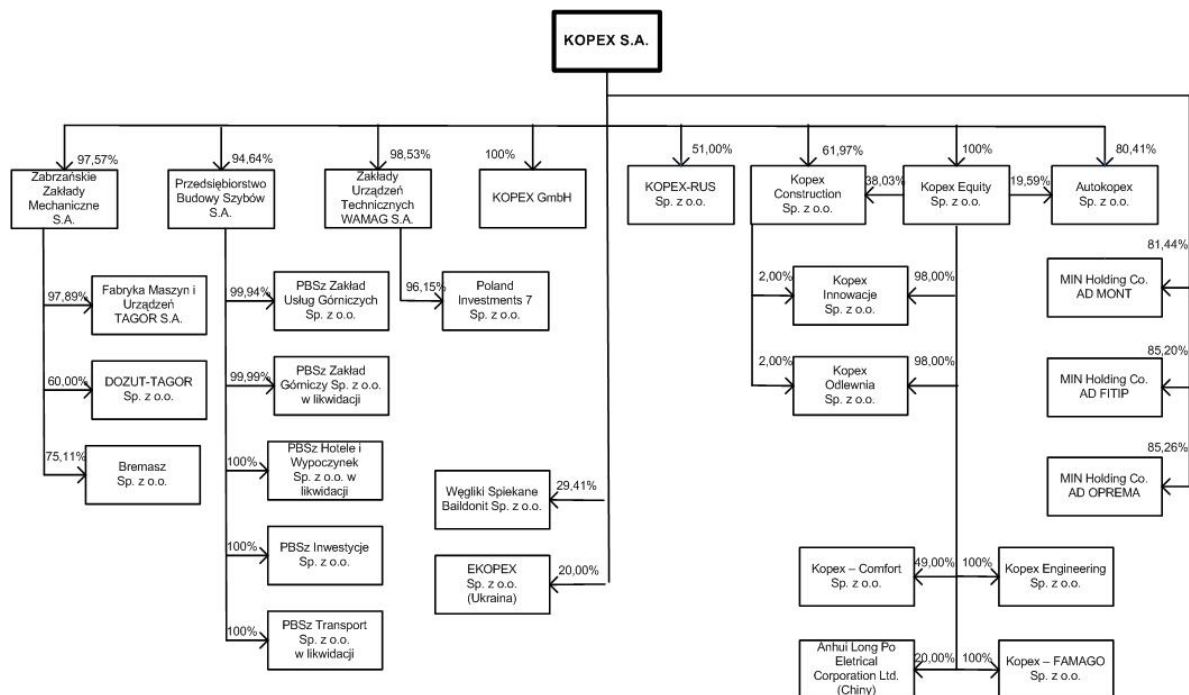 KOPEX S.A.
97,57%
94,64%
98,53%
100%
51,00%
61,97%
100%
80,41%
Zabrzańskie
Zakłady
Mechaniczne
S.A.
Przedsiębiorstwo
Budowy Szybów
S.A.
Zakłady
Urządzeń
Technicznych
WAMAG S.A.
KOPEX GmbH
KOPEX-RUS
Sp. z o.o.
Kopex
Construction
Sp. z o.o.
38,03%
Kopex Equity
Sp. z o.o.
19,59%
Autokopex
Sp. z o.o.
97,89%
Fabryka Maszyn i
Urządzeń
TAGOR S.A.
99,94%
PBSz Zakład
Usług Górniczych
Sp. z o.o.
96,15%
Poland
Investments 7
Sp. z o.o.
2,00%
Kopex
Innowacje
Sp. z o.o.
98,00%
81,44%
MIN Holding Co.
AD MONT
60,00%
DOZUT-TAGOR
Sp. z o.o.
99,99%
PBSz Zakład
Górniczy Sp. z o.o.
w likwidacji
2,00%
Kopex
Odlewnia
Sp. z o.o.
98,00%
85,20%
MIN Holding Co.
AD FITIP
75,11%
Bremasz
Sp. z o.o.
100%
PBSz Hotele i
Wypoczynek
Sp. z o.o. w
likwidacji
Węgliki Spiekane
Baildonit Sp. z o.o.
29,41%
85,26%
MIN Holding Co.
AD OPREMA
100%
PBSz Inwestycje
Sp. z o.o.
EKOPEX
Sp. z o.o.
(Ukraina)
20,00%
Kopex – Comfort
Sp. z o.o.
49,00%
100%
Kopex Engineering
Sp. z o.o.
100%
PBSz Transport
Sp. z o.o.
w likwidacji
Anhui Long Po
Eletrical
Corporation Ltd.
(Chiny)
20,00%
100%
Kopex – FAMAGO
Sp. z o.o.